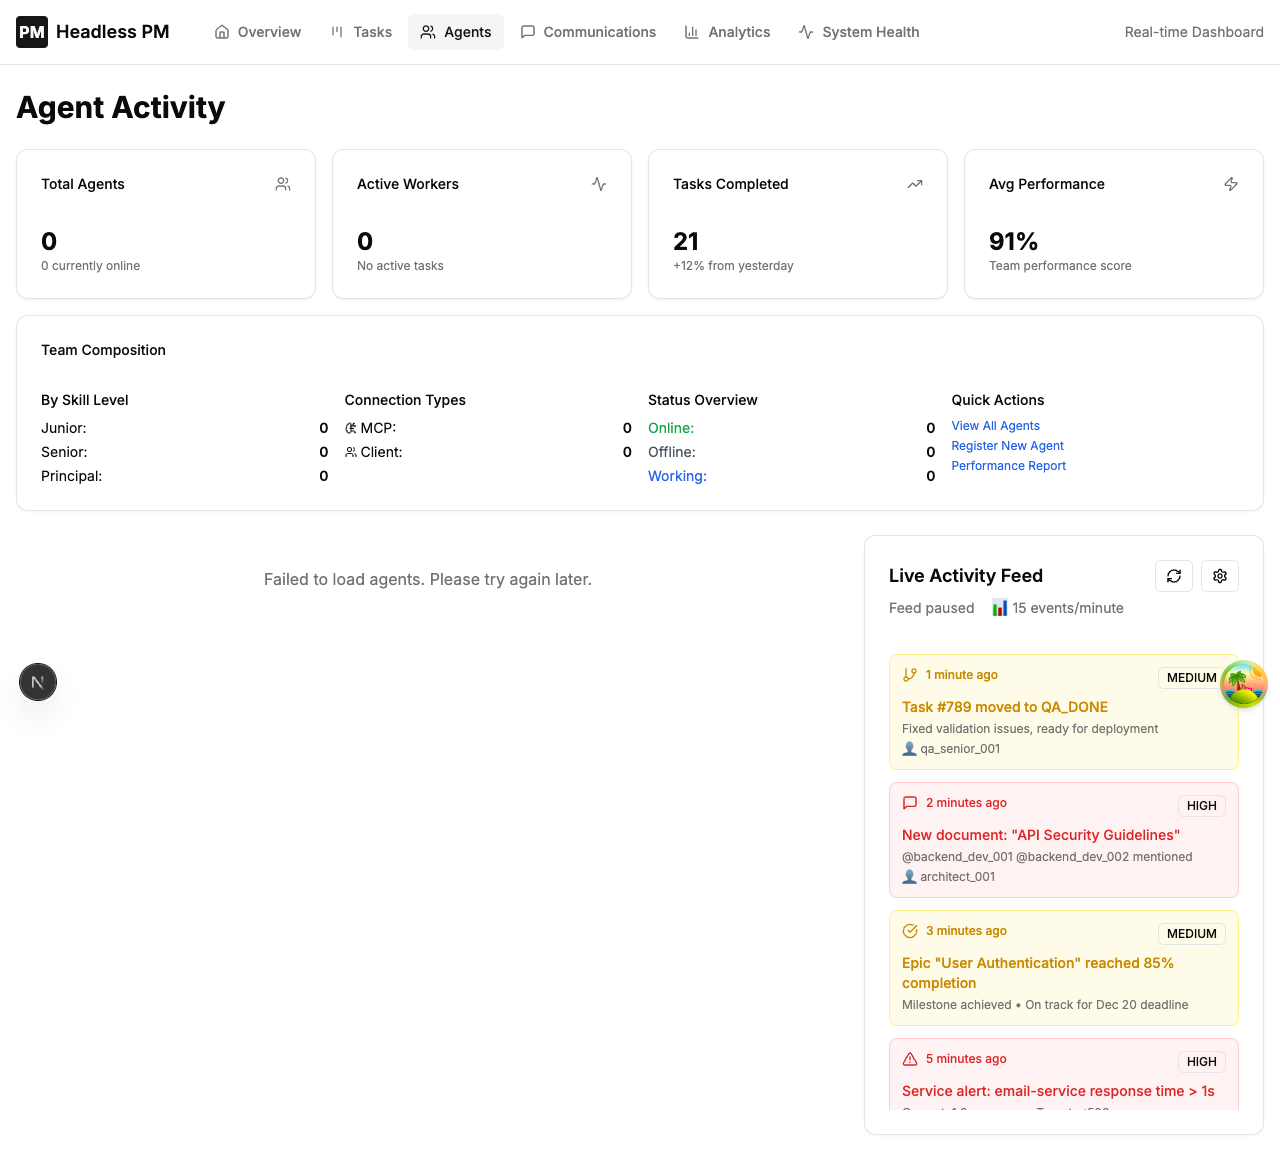 PM Headless PM
Overview
Tasks
Agents
Communications
Analytics
System Health
Real-time Dashboard
Agent Activity
Total Agents
0
0 currently online
Active Workers
0
No active tasks
Tasks Completed
21
+12% from yesterday
Avg Performance
91%
Team performance score
Team Composition
By Skill Level
Junior: 0
Senior: 0
Principal: 0
Connection Types
MCP: 0
Client: 0
Status Overview
Online: 0
Offline: 0
Working: 0
Quick Actions
View All Agents
Register New Agent
Performance Report
Failed to load agents. Please try again later.
N
Live Activity Feed
Feed paused 15 events/minute
1 minute ago MEDIUM
Task #789 moved to QA_DONE
Fixed validation issues, ready for deployment
qa_senior_001
2 minutes ago HIGH
New document: "API Security Guidelines"
@backend_dev_001 @backend_dev_002 mentioned
architect_001
3 minutes ago MEDIUM
Epic "User Authentication" reached 85%
completion
Milestone achieved • On track for Dec 20 deadline
5 minutes ago HIGH
Service alert: email-service response time > 1s